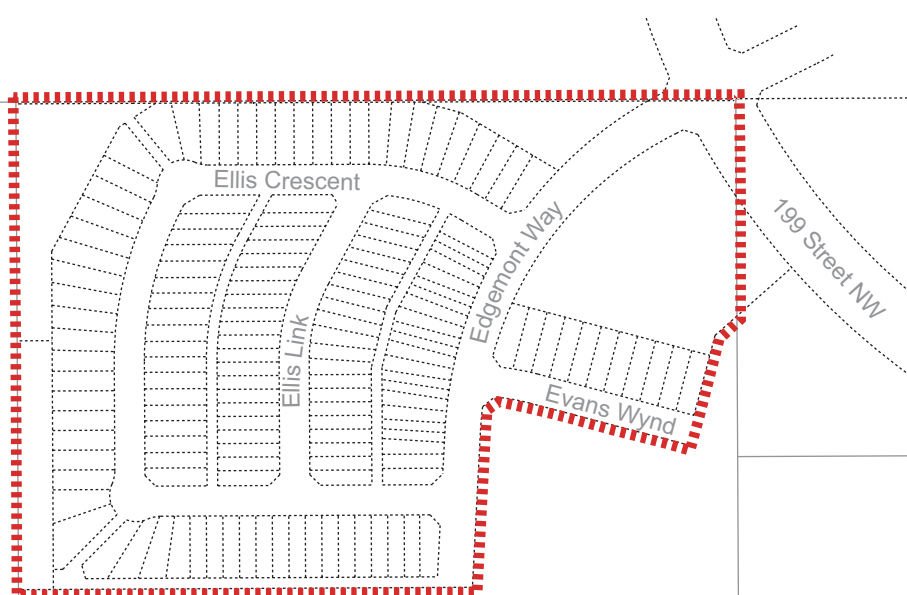 Ellis Crescent
Edgemont Way
199 Street NW
Ellis Link
Evans Wynd